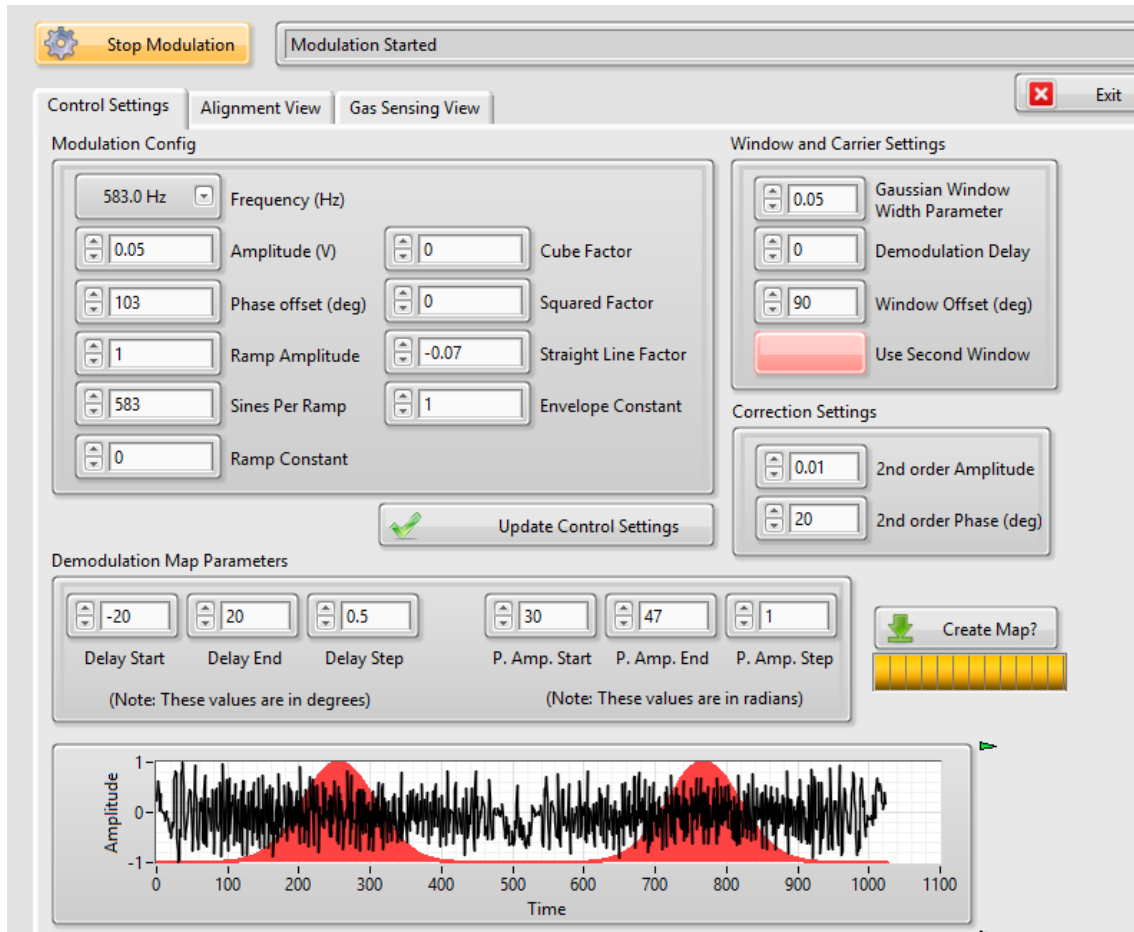 Stop Modulation
Modulation Started
Exit
Control Settings
Alignment View
Gas Sensing View
Modulation Config
583.0 Hz
Frequency (Hz)
0.05
Amplitude (V)
103
Phase offset (deg)
1
Ramp Amplitude
583
Sines Per Ramp
0
Ramp Constant
0
Cube Factor
0
Squared Factor
-0.07
Straight Line Factor
1
Envelope Constant
Update Control Settings
Window and Carrier Settings
0.05
Gaussian Window
Width Parameter
0
Demodulation Delay
90
Window Offset (deg)
Use Second Window
Correction Settings
0.01
2nd order Amplitude
20
2nd order Phase (deg)
Demodulation Map Parameters
-20
20
0.5
30
47
1
Delay Start
Delay End
Delay Step
P. Amp. Start
P. Amp. End
P. Amp. Step
(Note: These values are in degrees)
(Note: These values are in radians)
Create Map?
Amplitude
1
0
-1
0
100
200
300
400
500
600
700
800
900
1000
1100
Time